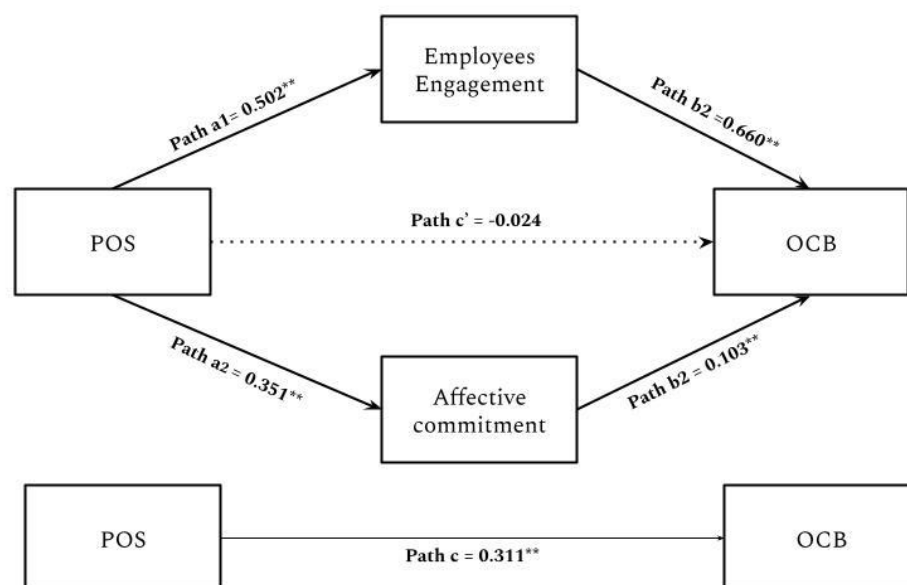 Employees
Engagement
Path a1= 0.502**
Path b2 =0.660**
POS
Path c’ = -0.024
OCB
Path a2 = 0.351**
Affective
commitment
Path b2 = 0.103**
POS
Path c = 0.311**
OCB